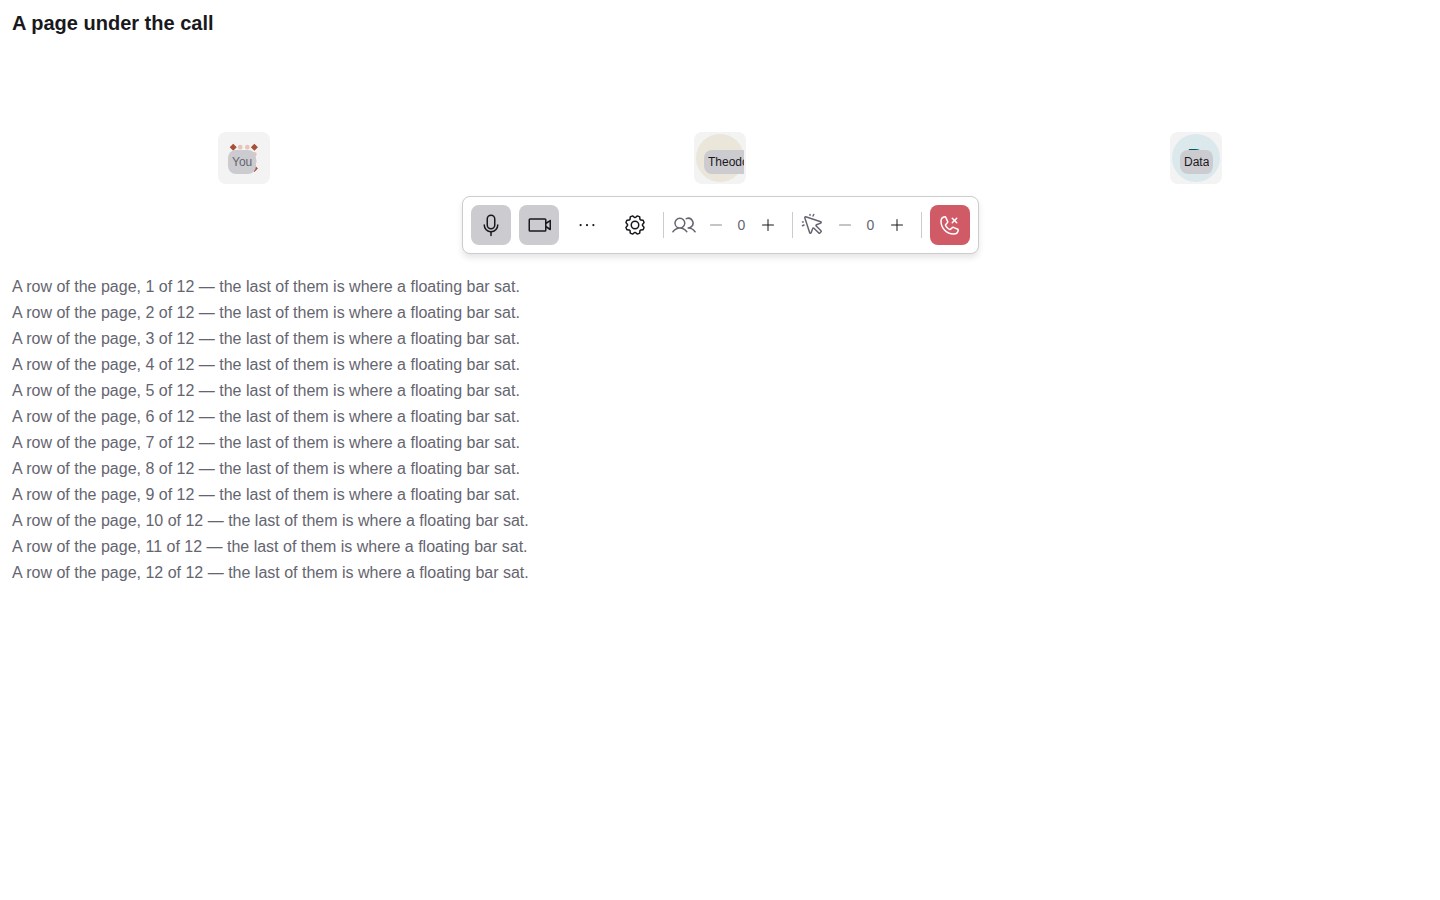 A page under the call
You
Theod
Data
0
0
A row of the page, 1 of 12 — the last of them is where a floating bar sat.
A row of the page, 2 of 12 — the last of them is where a floating bar sat.
A row of the page, 3 of 12 — the last of them is where a floating bar sat.
A row of the page, 4 of 12 — the last of them is where a floating bar sat.
A row of the page, 5 of 12 — the last of them is where a floating bar sat.
A row of the page, 6 of 12 — the last of them is where a floating bar sat.
A row of the page, 7 of 12 — the last of them is where a floating bar sat.
A row of the page, 8 of 12 — the last of them is where a floating bar sat.
A row of the page, 9 of 12 — the last of them is where a floating bar sat.
A row of the page, 10 of 12 — the last of them is where a floating bar sat.
A row of the page, 11 of 12 — the last of them is where a floating bar sat.
A row of the page, 12 of 12 — the last of them is where a floating bar sat.